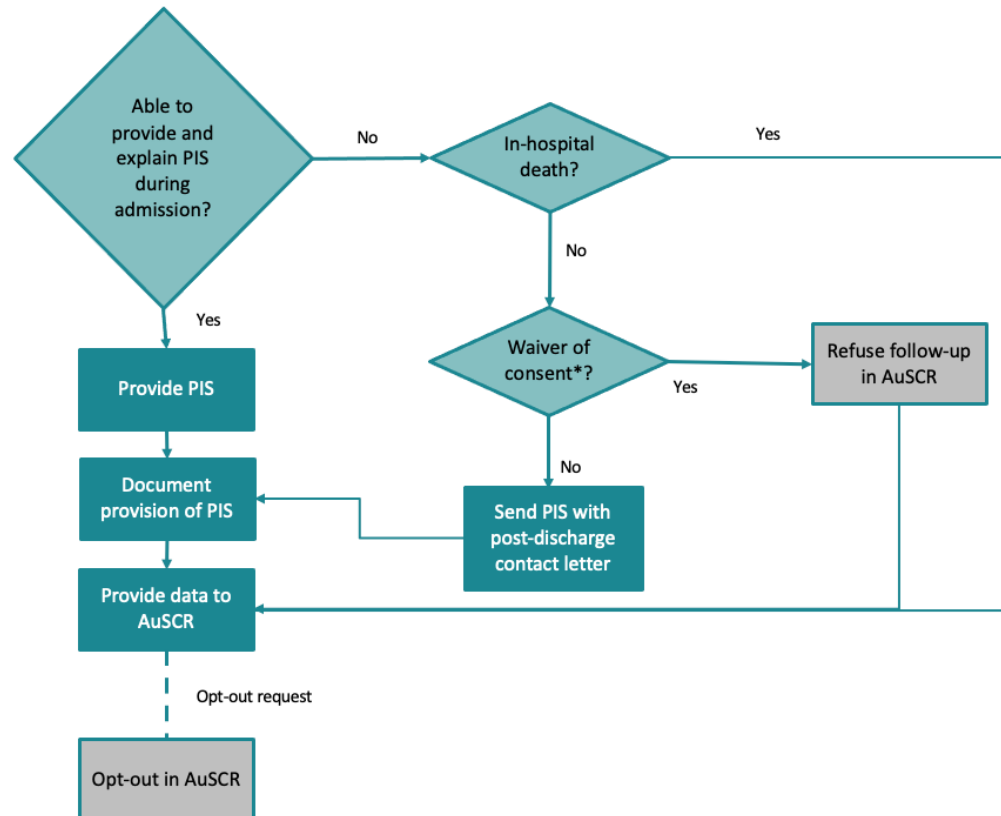 Able to
provide and
explain PIS
during
admission?
No
In-hospital
death?
Yes
No
Yes
Waiver of
consent*?
Yes
Refuse follow-up
in AuSCR
Provide PIS
No
Document
provision of PIS
Send PIS with
post-discharge
contact letter
Provide data to
AuSCR
Opt-out request
Opt-out in AuSCR